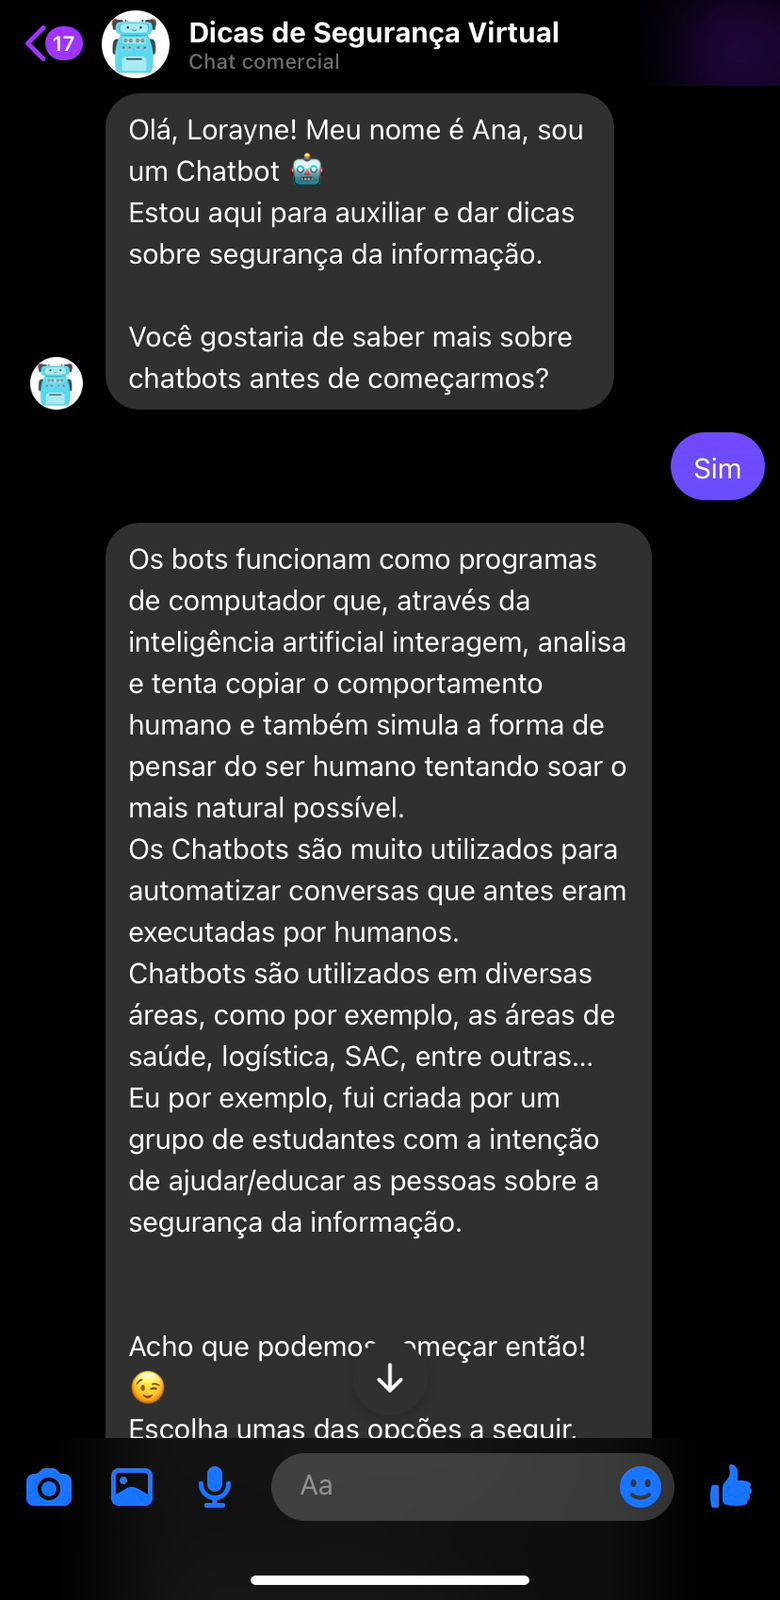 17
Dicas de Segurança Virtual
Chat comercial
Olá, Lorayne! Meu nome é Ana, sou
um Chatbot 🤖
Estou aqui para auxiliar e dar dicas
sobre segurança da informação.
Você gostaria de saber mais sobre
chatbots antes de começarmos?
Sim
Os bots funcionam como programas
de computador que, através da
inteligência artificial interagem, analisa
e tenta copiar o comportamento
humano e também simula a forma de
pensar do ser humano tentando soar o
mais natural possível.
Os Chatbots são muito utilizados para
automatizar conversas que antes eram
executadas por humanos.
Chatbots são utilizados em diversas
áreas, como por exemplo, as áreas de
saúde, logística, SAC, entre outras...
Eu por exemplo, fui criada por um
grupo de estudantes com a intenção
de ajudar/educar as pessoas sobre a
segurança da informação.
Acho que podemos começar então!
😉
Escolha umas das opções a seguir.
Aa